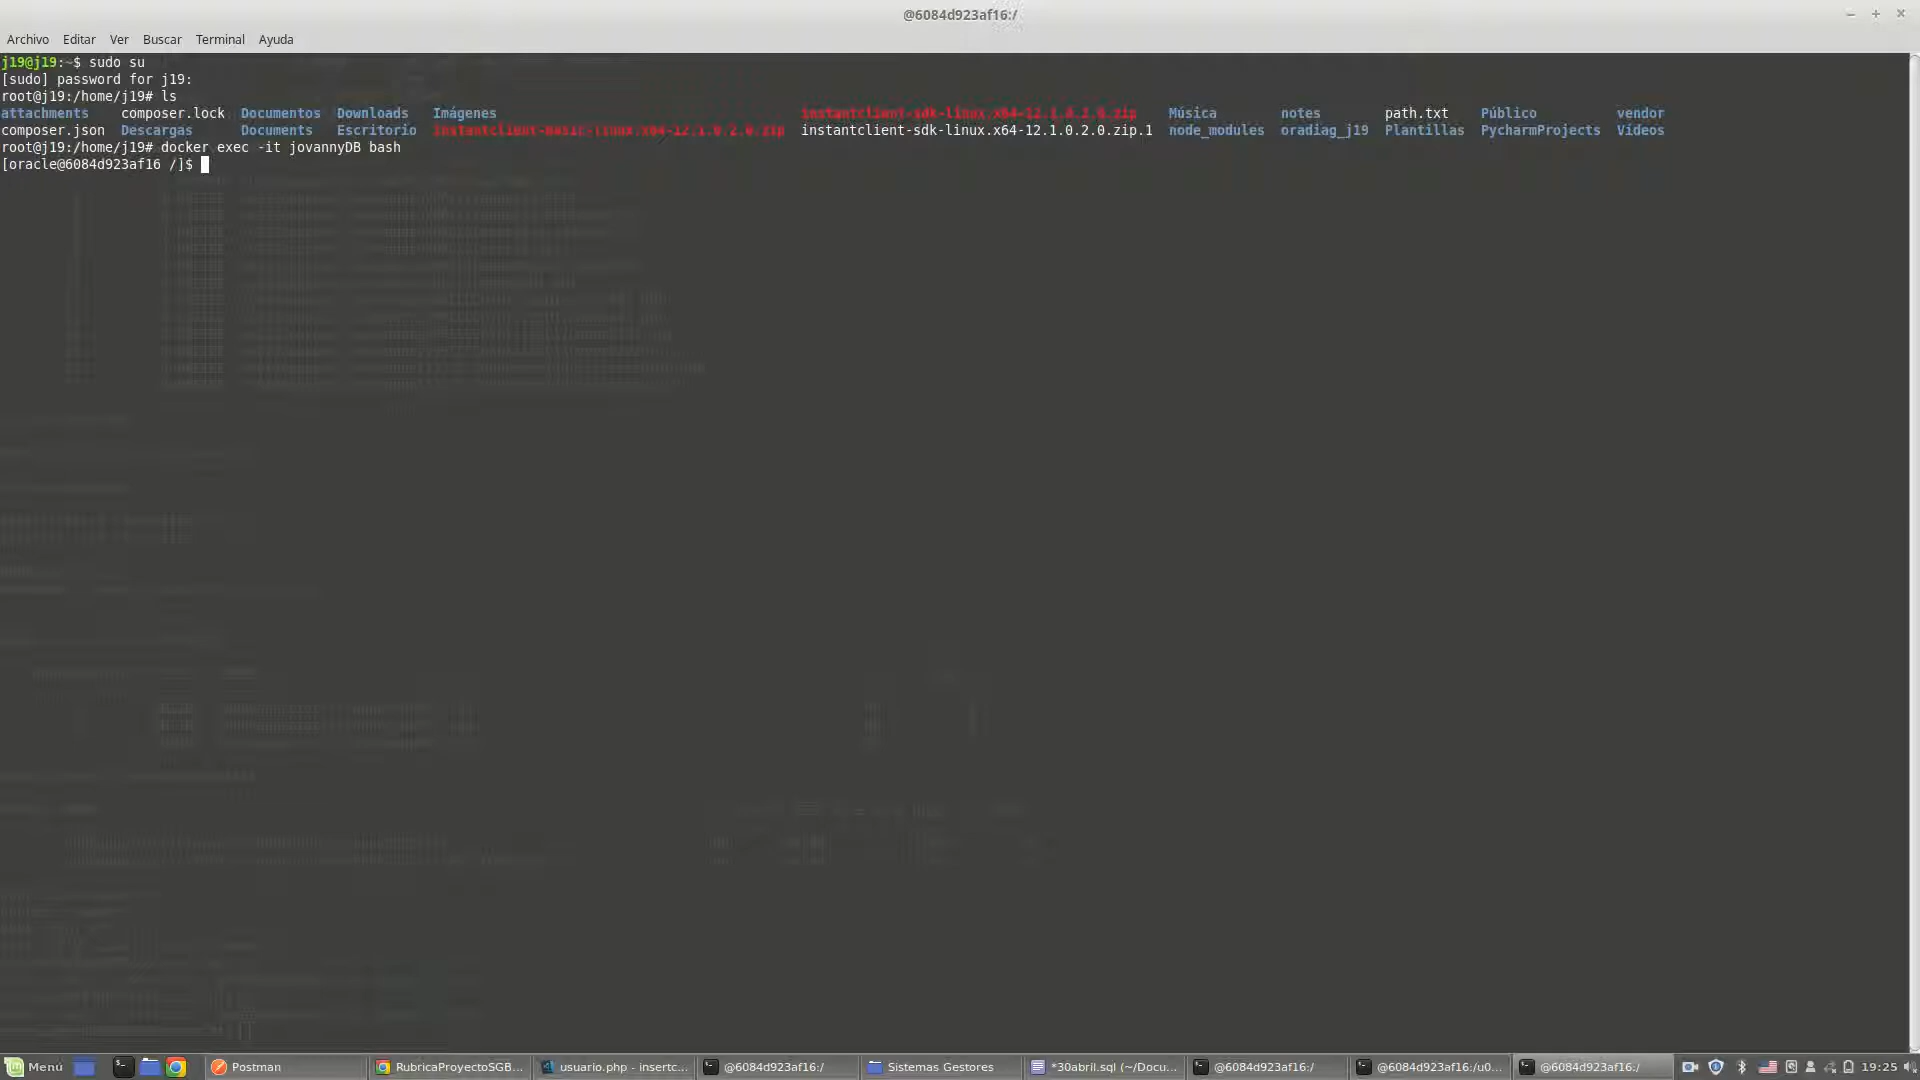 @6084d923af16:/
Archivo Editar Ver Buscar Terminal Ayuda
j19@j19:~$ sudo su
[sudo] password for j19:
root@j19:/home/j19# ls
attachments composer.lock Documentos Downloads Imágenes instantclient-sdk-linux.x64-12.1.0.2.0.zip Música notes path.txt Público vendor
composer.json Descargas Documents Escritorio instantclient-basic-linux.x64-12.1.0.2.0.zip instantclient-sdk-linux.x64-12.1.0.2.0.zip.1 node_modules oradiag_j19 Plantillas PycharmProjects Vídeos
root@j19:/home/j19# docker exec -it jovannyDB bash
[oracle@6084d923af16 /]$
Menú Postman RubricaProyectoSGB... usuario.php - insertc... @6084d923af16:/ Sistemas Gestores *30abril.sql (~/Docu... @6084d923af16:/ @6084d923af16:/u0... @6084d923af16:/ 19:25